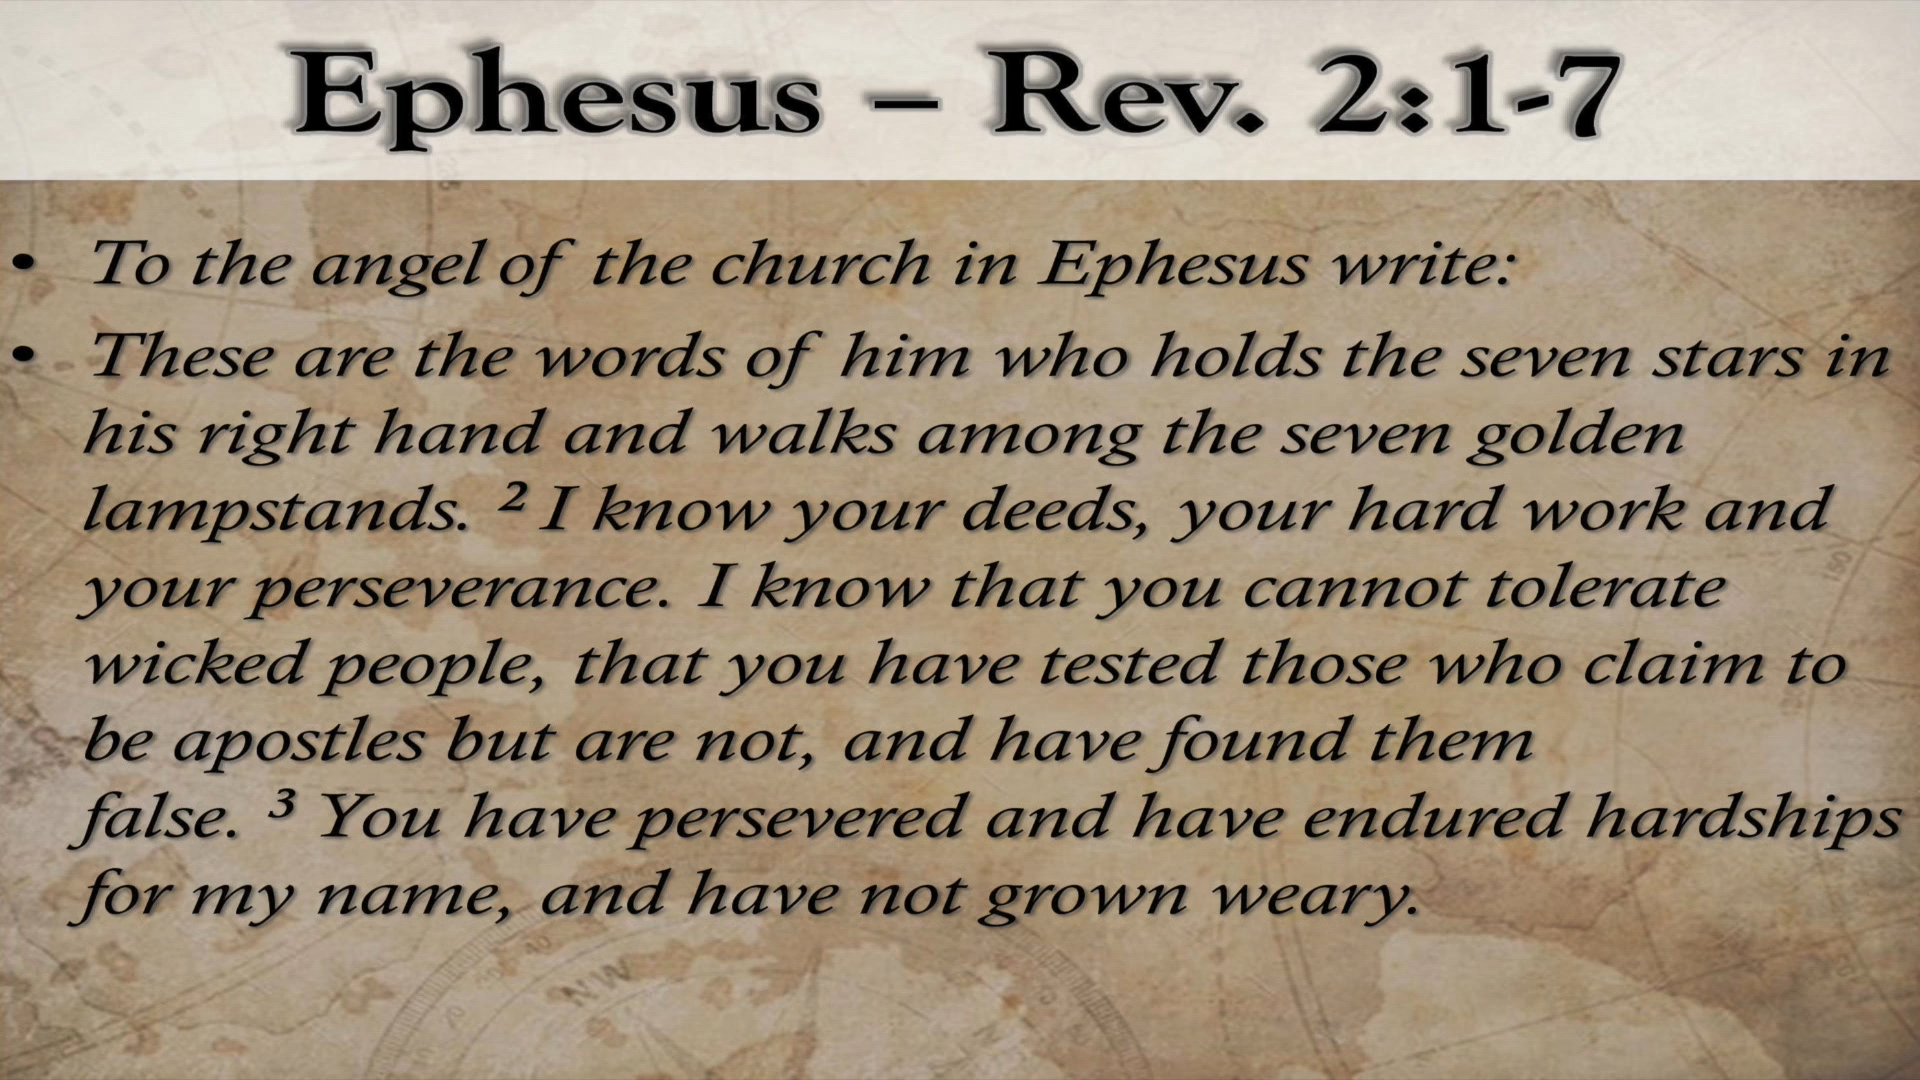 Ephesus – Rev. 2:1-7
• To the angel of the church in Ephesus write:
• These are the words of him who holds the seven stars in
his right hand and walks among the seven golden
lampstands. ² I know your deeds, your hard work and
your perseverance. I know that you cannot tolerate
wicked people, that you have tested those who claim to
be apostles but are not, and have found them
false. ³ You have persevered and have endured hardships
for my name, and have not grown weary.
NW